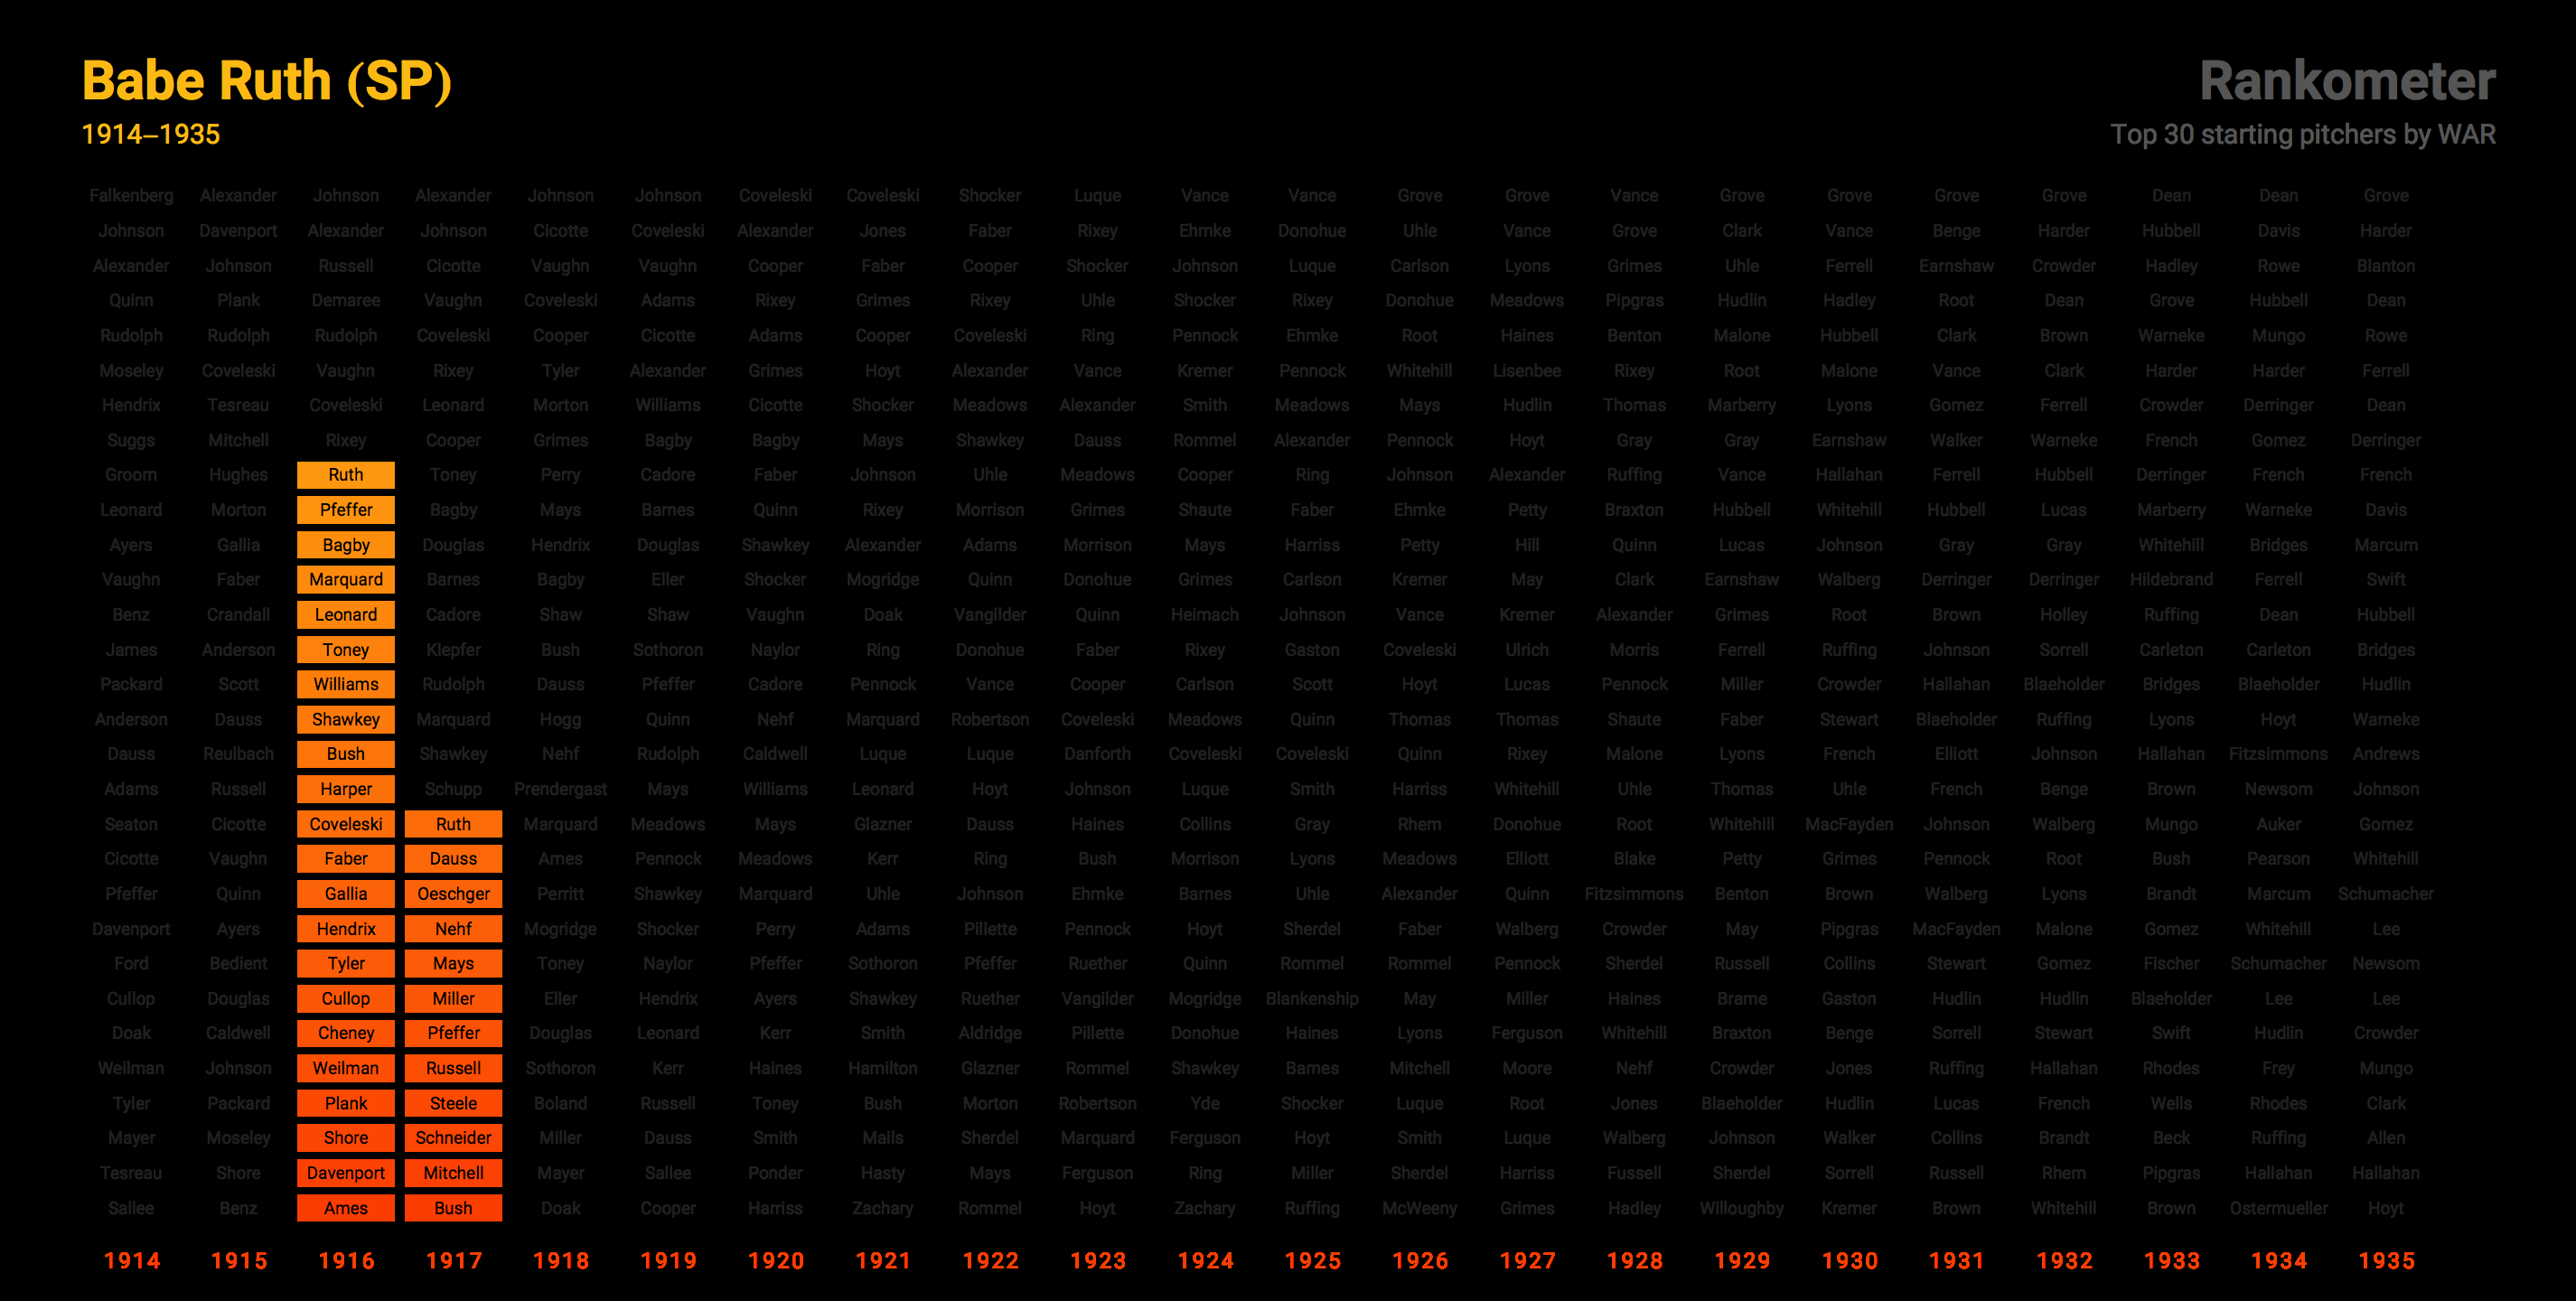 Babe Ruth (SP)
Rankometer
1914–1935
Top 30 starting pitchers by WAR
Falkenberg Alexander Johnson Alexander Johnson Johnson Coveleski Coveleski Shocker Luque Vance Vance Grove Grove Vance Grove Grove Grove Grove Dean Dean Grove
Johnson Davenport Alexander Johnson Cicotte Coveleski Alexander Jones Faber Rixey Ehmke Donohue Uhle Vance Grove Clark Vance Benge Harder Hubbell Davis Harder
Alexander Johnson Russell Cicotte Vaughn Vaughn Cooper Faber Cooper Shocker Johnson Luque Carlson Lyons Grimes Uhle Ferrell Earnshaw Crowder Hadley Rowe Blanton
Quinn Plank Demaree Vaughn Coveleski Adams Rixey Grimes Rixey Uhle Shocker Rixey Donohue Meadows Pipgras Hudlin Hadley Root Dean Grove Hubbell Dean
Rudolph Rudolph Rudolph Coveleski Cooper Cicotte Adams Cooper Coveleski Ring Pennock Ehmke Root Haines Benton Malone Hubbell Clark Brown Warneke Mungo Rowe
Moseley Coveleski Vaughn Rixey Tyler Alexander Grimes Hoyt Alexander Vance Kremer Pennock Whitehill Lisenbee Rixey Root Malone Vance Clark Harder Harder Ferrell
Hendrix Tesreau Coveleski Leonard Morton Williams Cicotte Shocker Meadows Alexander Smith Meadows Mays Hudlin Thomas Marberry Lyons Gomez Ferrell Crowder Derringer Dean
Suggs Mitchell Rixey Cooper Grimes Bagby Bagby Mays Shawkey Dauss Rommel Alexander Pennock Hoyt Gray Gray Earnshaw Walker Warneke French Gomez Derringer
Groom Hughes Ruth Toney Perry Cadore Faber Johnson Uhle Meadows Cooper Ring Johnson Alexander Ruffing Vance Hallahan Ferrell Hubbell Derringer French French
Leonard Morton Pfeffer Bagby Mays Barnes Quinn Rixey Morrison Grimes Shaute Faber Ehmke Petty Braxton Hubbell Whitehill Hubbell Lucas Marberry Warneke Davis
Ayers Gallia Bagby Douglas Hendrix Douglas Shawkey Alexander Adams Morrison Mays Harriss Petty Hill Quinn Lucas Johnson Gray Gray Whitehill Bridges Marcum
Vaughn Faber Marquard Barnes Bagby Eller Shocker Mogridge Quinn Donohue Grimes Carlson Kremer May Clark Earnshaw Walberg Derringer Derringer Hildebrand Ferrell Swift
Benz Crandall Leonard Cadore Shaw Shaw Vaughn Doak Vangilder Quinn Heimach Johnson Vance Kremer Alexander Grimes Root Brown Holley Ruffing Dean Hubbell
James Anderson Toney Klepfer Bush Sothoron Naylor Ring Donohue Faber Rixey Gaston Coveleski Ulrich Morris Ferrell Ruffing Johnson Sorrell Carleton Carleton Bridges
Packard Scott Williams Rudolph Dauss Pfeffer Cadore Pennock Vance Cooper Carlson Scott Hoyt Lucas Pennock Miller Crowder Hallahan Blaeholder Bridges Blaeholder Hudlin
Anderson Dauss Shawkey Marquard Hogg Quinn Nehf Marquard Robertson Coveleski Meadows Quinn Thomas Thomas Shaute Faber Stewart Blaeholder Ruffing Lyons Hoyt Warneke
Dauss Reulbach Bush Shawkey Nehf Rudolph Caldwell Luque Luque Danforth Coveleski Coveleski Quinn Rixey Malone Lyons French Elliott Johnson Hallahan Fitzsimmons Andrews
Adams Russell Harper Schupp Prendergast Mays Williams Leonard Hoyt Johnson Luque Smith Harriss Whitehill Uhle Thomas Uhle French Benge Brown Newsom Johnson
Seaton Cicotte Coveleski Ruth Marquard Meadows Mays Glazner Dauss Haines Collins Gray Rhem Donohue Root Whitehill MacFayden Johnson Walberg Mungo Auker Gomez
Cicotte Vaughn Faber Dauss Ames Pennock Meadows Kerr Ring Bush Morrison Lyons Meadows Elliott Blake Petty Grimes Pennock Root Bush Pearson Whitehill
Pfeffer Quinn Gallia Oeschger Perritt Shawkey Marquard Uhle Johnson Ehmke Barnes Uhle Alexander Quinn Fitzsimmons Benton Brown Walberg Lyons Brandt Marcum Schumacher
Davenport Ayers Hendrix Nehf Mogridge Shocker Perry Adams Pillette Pennock Hoyt Sherdel Faber Walberg Crowder May Pipgras MacFayden Malone Gomez Whitehill Lee
Ford Bedient Tyler Mays Toney Naylor Pfeffer Sothoron Pfeffer Ruether Quinn Rommel Rommel Pennock Sherdel Russell Collins Stewart Gomez Fischer Schumacher Newsom
Cullop Douglas Cullop Miller Eller Hendrix Ayers Shawkey Ruether Vangilder Mogridge Blankenship May Miller Haines Brame Gaston Hudlin Hudlin Blaeholder Lee Lee
Doak Caldwell Cheney Pfeffer Douglas Leonard Kerr Smith Aldridge Pillette Donohue Haines Lyons Ferguson Whitehill Braxton Benge Sorrell Stewart Swift Hudlin Crowder
Weilman Johnson Weilman Russell Sothoron Kerr Haines Hamilton Glazner Rommel Shawkey Barnes Mitchell Moore Nehf Crowder Jones Ruffing Hallahan Rhodes Frey Mungo
Tyler Packard Plank Steele Boland Russell Toney Bush Morton Robertson Yde Shocker Luque Root Jones Blaeholder Hudlin Lucas French Wells Rhodes Clark
Mayer Moseley Shore Schneider Miller Dauss Smith Mails Sherdel Marquard Ferguson Hoyt Smith Luque Walberg Johnson Walker Collins Brandt Beck Ruffing Allen
Tesreau Shore Davenport Mitchell Mayer Sallee Ponder Hasty Mays Ferguson Ring Miller Sherdel Harriss Fussell Sherdel Sorrell Russell Rhem Pipgras Hallahan Hallahan
Sallee Benz Ames Bush Doak Cooper Harriss Zachary Rommel Hoyt Zachary Ruffing McWeeny Grimes Hadley Willoughby Kremer Brown Whitehill Brown Ostermueller Hoyt
1914 1915 1916 1917 1918 1919 1920 1921 1922 1923 1924 1925 1926 1927 1928 1929 1930 1931 1932 1933 1934 1935